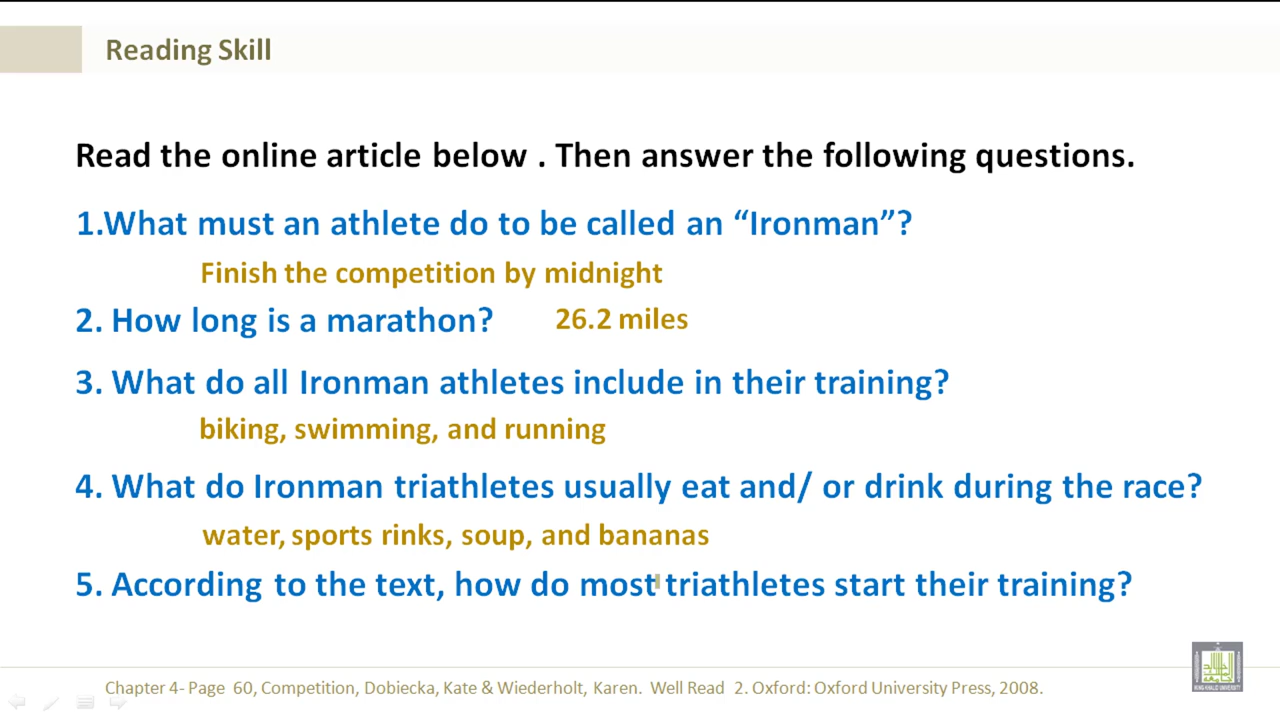 Reading Skill
Read the online article below . Then answer the following questions.
1.What must an athlete do to be called an “Ironman”?
Finish the competition by midnight
2. How long is a marathon? 26.2 miles
3. What do all Ironman athletes include in their training?
biking, swimming, and running
4. What do Ironman triathletes usually eat and/ or drink during the race?
water, sports rinks, soup, and bananas
5. According to the text, how do most triathletes start their training?
Chapter 4- Page 60, Competition, Dobiecka, Kate & Wiederholt, Karen. Well Read 2. Oxford: Oxford University Press, 2008.
KING KHALID UNIVERSITY